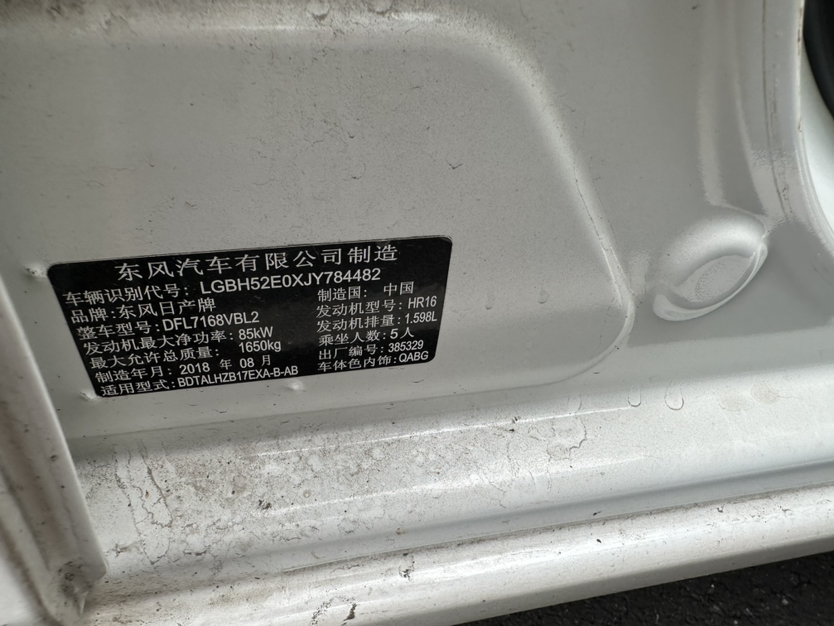 东风汽车有限公司制造
车辆识别代号: LGBH52E0XJY784482
品牌:东风日产牌 制造国: 中国
整车型号:DFL7168VBL2 发动机型号:HR16
发动机最大净功率: 85kW 发动机排量:1.598L
最大允许总质量: 1650kg 乘坐人数:5人
制造年月:2018 年 08 月 出厂编号:385329
适用型式:BDTALHZB17EXA-B-AB 车体色内饰:QABG